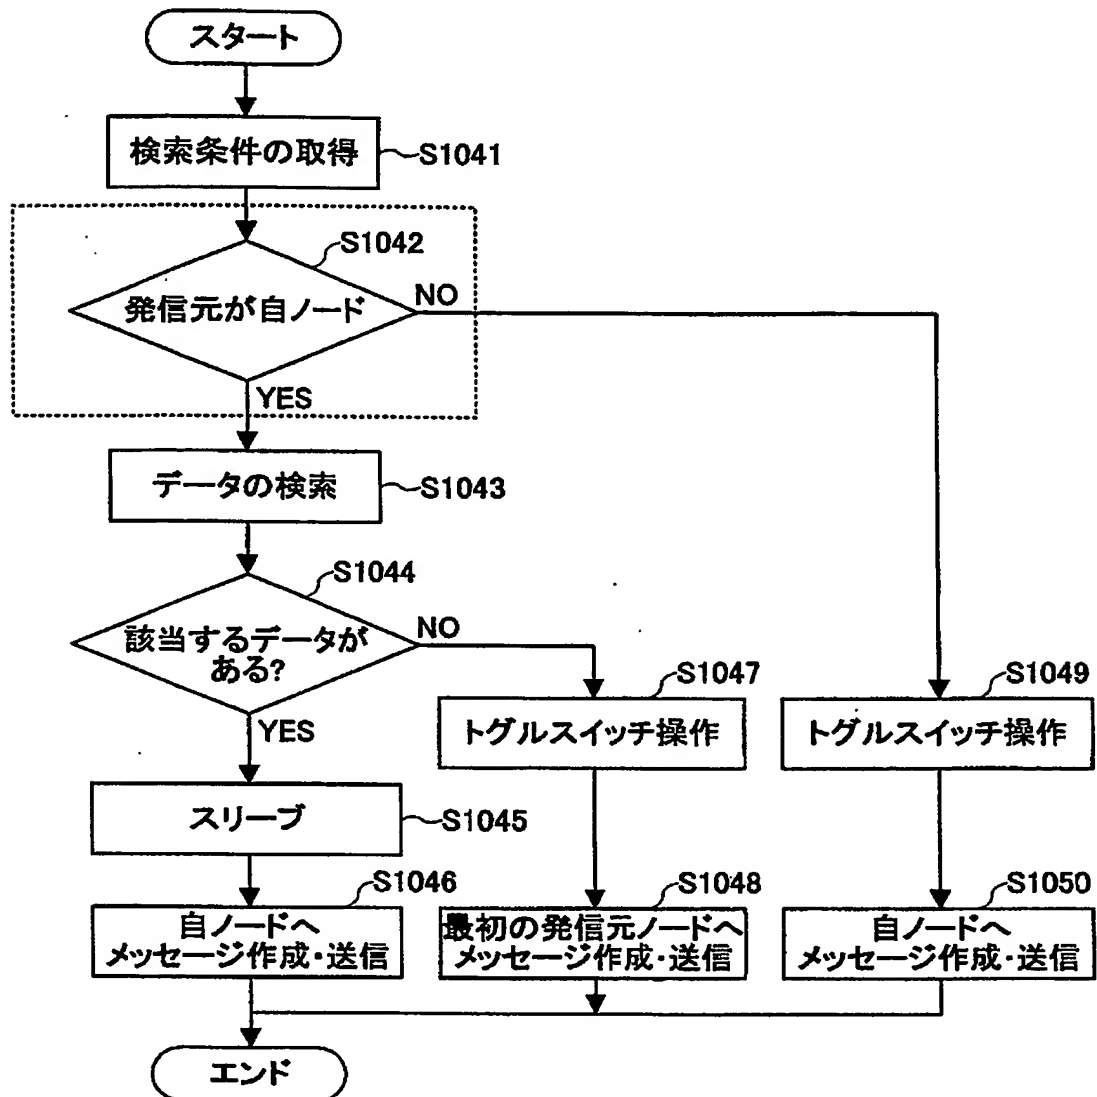 スタート
検索条件の取得
S1041
S1042
発信元が自ノード
NO
YES
データの検索
S1043
S1044
該当するデータが
ある?
NO
YES
S1047
トグルスイッチ操作
S1049
トグルスイッチ操作
スリープ
S1045
S1046
自ノードへ
メッセージ作成・送信
S1048
最初の発信元ノードへ
メッセージ作成・送信
S1050
自ノードへ
メッセージ作成・送信
エンド